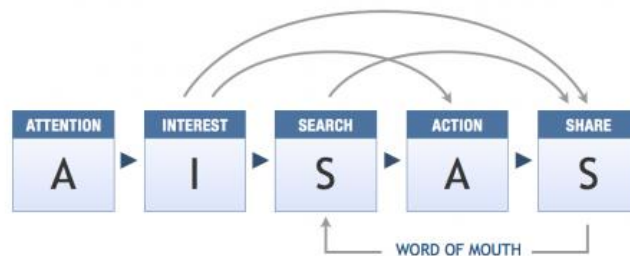 ATTENTION INTEREST SEARCH ACTION SHARE
A I S A S
WORD OF MOUTH